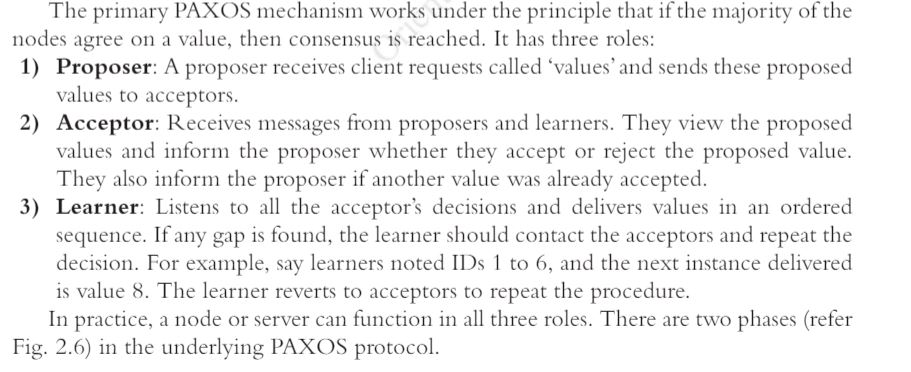 The primary PAXOS mechanism works under the principle that if the majority of the
nodes agree on a value, then consensus is reached. It has three roles:
1) Proposer: A proposer receives client requests called ‘values’ and sends these proposed
values to acceptors.
2) Acceptor: Receives messages from proposers and learners. They view the proposed
values and inform the proposer whether they accept or reject the proposed value.
They also inform the proposer if another value was already accepted.
3) Learner: Listens to all the acceptor’s decisions and delivers values in an ordered
sequence. If any gap is found, the learner should contact the acceptors and repeat the
decision. For example, say learners noted IDs 1 to 6, and the next instance delivered
is value 8. The learner reverts to acceptors to repeat the procedure.
In practice, a node or server can function in all three roles. There are two phases (refer
Fig. 2.6) in the underlying PAXOS protocol.